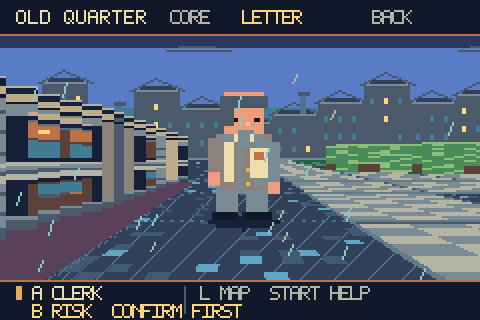 OLD QUARTER CORE LETTER BACK
A CLERK L MAP START HELP
B RISK CONFIRM FIRST